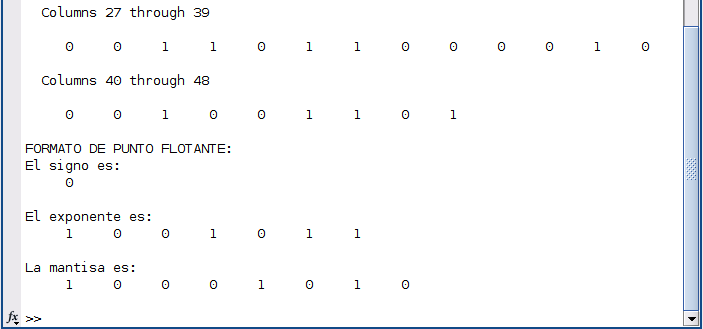 Columns 27 through 39
0 0 1 1 0 1 1 0 0 0 0 1 0
Columns 40 through 48
0 0 1 0 0 1 1 0 1
FORMATO DE PUNTO FLOTANTE:
El signo es:
0
El exponente es:
1 0 0 1 0 1 1
La mantisa es:
1 0 0 0 1 0 1 0
fx >>